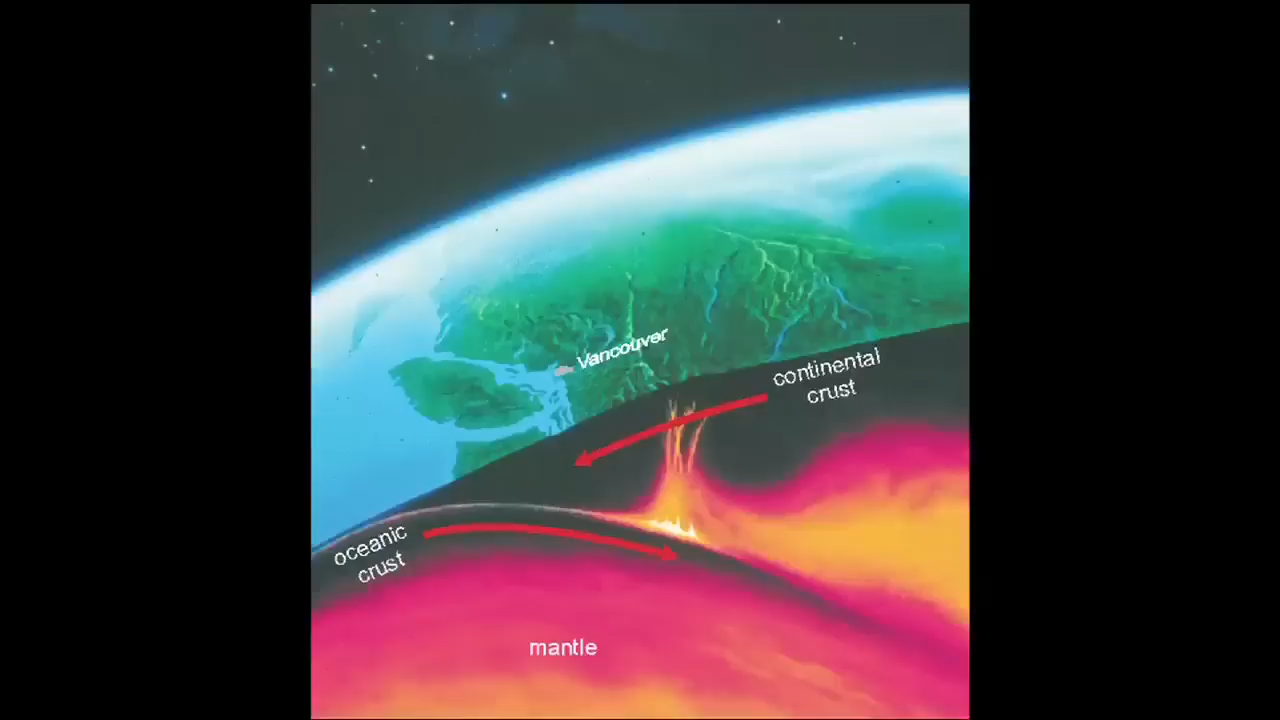 Vancouver
continental
crust
oceanic
crust
mantle